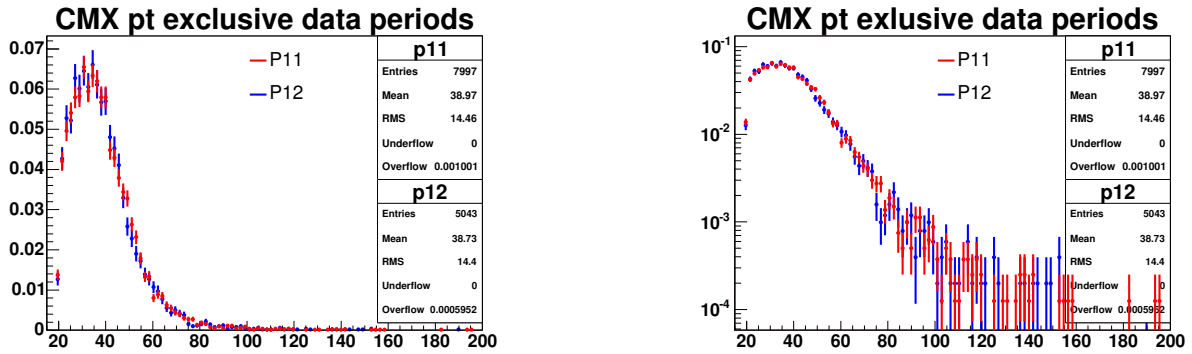 CMX pt exclusive data periods
0.07
0.06
0.05
0.04
0.03
0.02
0.01
0
20 40 60 80 100 120 140 160 180 200
P11
P12
p11
Entries 7997
Mean 38.97
RMS 14.46
Underflow 0
Overflow 0.001001
p12
Entries 5043
Mean 38.73
RMS 14.4
Underflow 0
Overflow 0.0005952
CMX pt exlusive data periods
10^-1
10^-2
10^-3
10^-4
20 40 60 80 100 120 140 160 180 200
P11
P12
p11
Entries 7997
Mean 38.97
RMS 14.46
Underflow 0
Overflow 0.001001
p12
Entries 5043
Mean 38.73
RMS 14.4
Underflow 0
Overflow 0.0005952